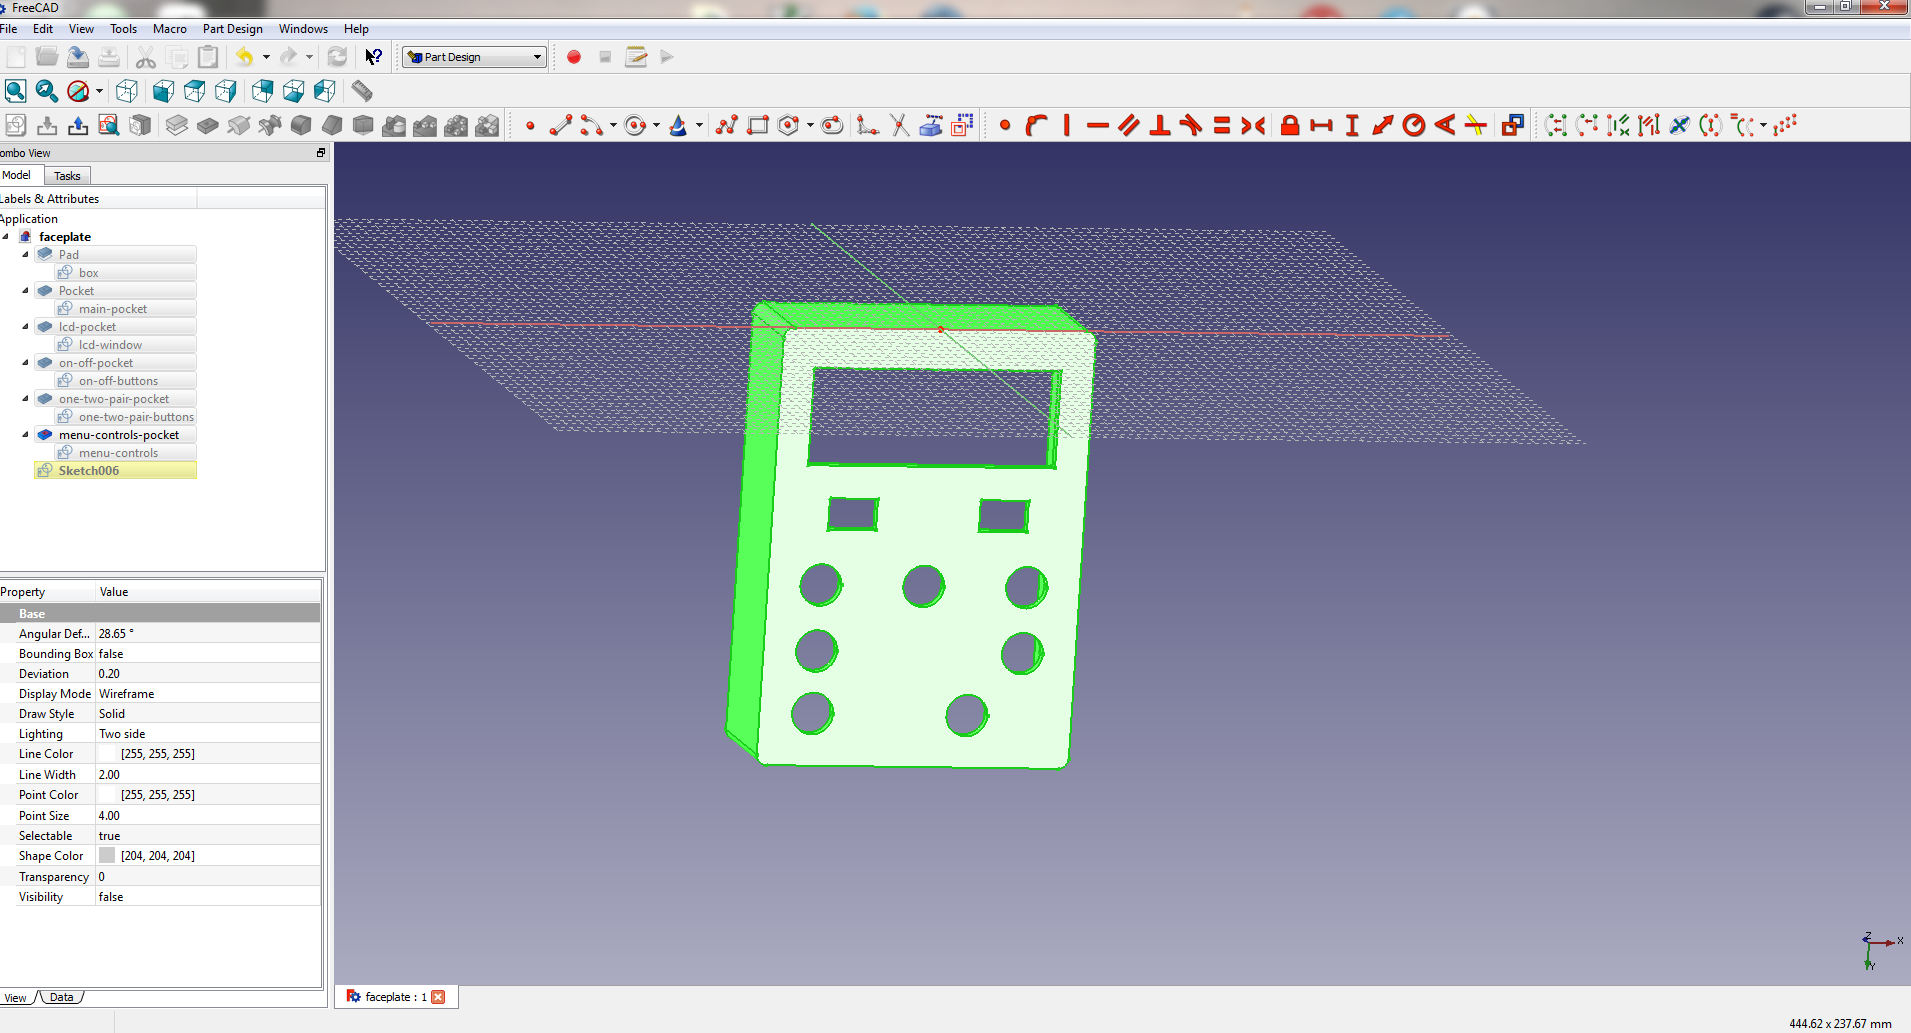 FreeCAD
File Edit View Tools Macro Part Design Windows Help
Part Design
ombo View
Model Tasks
Labels & Attributes
Application
faceplate
Pad
box
Pocket
main-pocket
lcd-pocket
lcd-window
on-off-pocket
on-off-buttons
one-two-pair-pocket
one-two-pair-buttons
menu-controls-pocket
menu-controls
Sketch006
Property Value
Base
Angular Def... 28.65 °
Bounding Box false
Deviation 0.20
Display Mode Wireframe
Draw Style Solid
Lighting Two side
Line Color [255, 255, 255]
Line Width 2.00
Point Color [255, 255, 255]
Point Size 4.00
Selectable true
Shape Color [204, 204, 204]
Transparency 0
Visibility false
Z
X
Y
View Data
faceplate : 1
444.62 x 237.67 mm